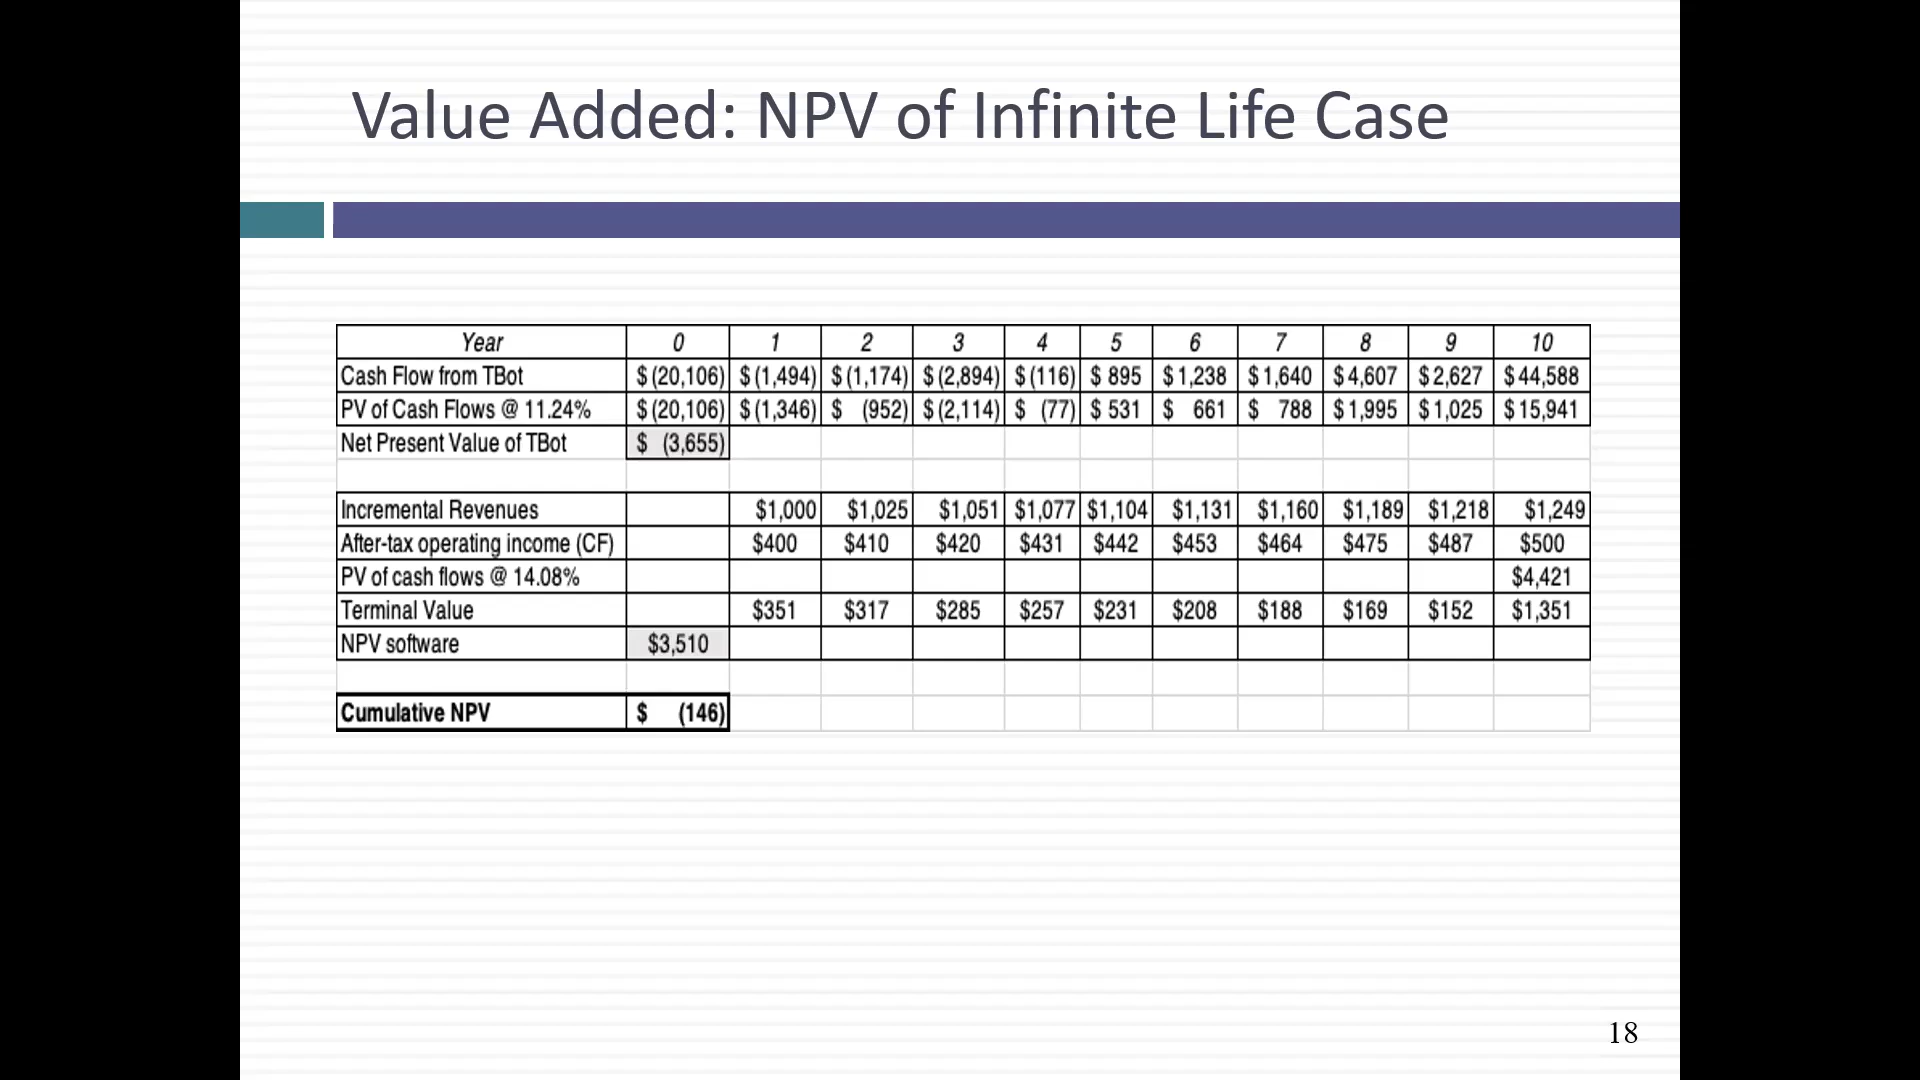 Value Added: NPV of Infinite Life Case
Year 0 1 2 3 4 5 6 7 8 9 10
Cash Flow from TBot $ (20,106) $ (1,494) $ (1,174) $ (2,894) $ (116) $ 895 $ 1,238 $ 1,640 $ 4,607 $ 2,627 $ 44,588
PV of Cash Flows @ 11.24% $ (20,106) $ (1,346) $ (952) $ (2,114) $ (77) $ 531 $ 661 $ 788 $ 1,995 $ 1,025 $ 15,941
Net Present Value of TBot $ (3,655)
Incremental Revenues $1,000 $1,025 $1,051 $1,077 $1,104 $1,131 $1,160 $1,189 $1,218 $1,249
After-tax operating income (CF) $400 $410 $420 $431 $442 $453 $464 $475 $487 $500
PV of cash flows @ 14.08% $4,421
Terminal Value $351 $317 $285 $257 $231 $208 $188 $169 $152 $1,351
NPV software $3,510
Cumulative NPV $ (146)
18